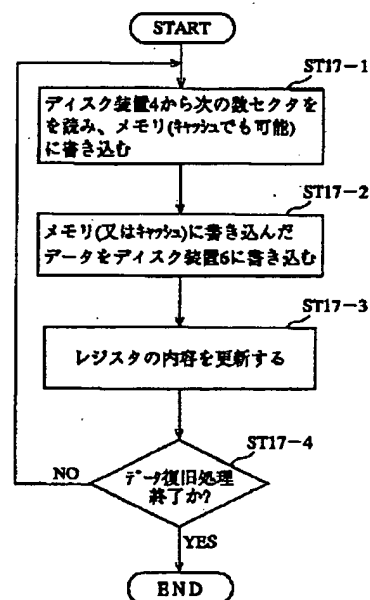 START
ST17-1
ディスク装置4から次の数セクタを
を読み、メモリ(キャッシュでも可能)
に書き込む
ST17-2
メモリ(又はキャッシュ)に書き込んだ
データをディスク装置6に書き込む
ST17-3
レジスタの内容を更新する
ST17-4
データ復旧処理
終了か?
NO
YES
END